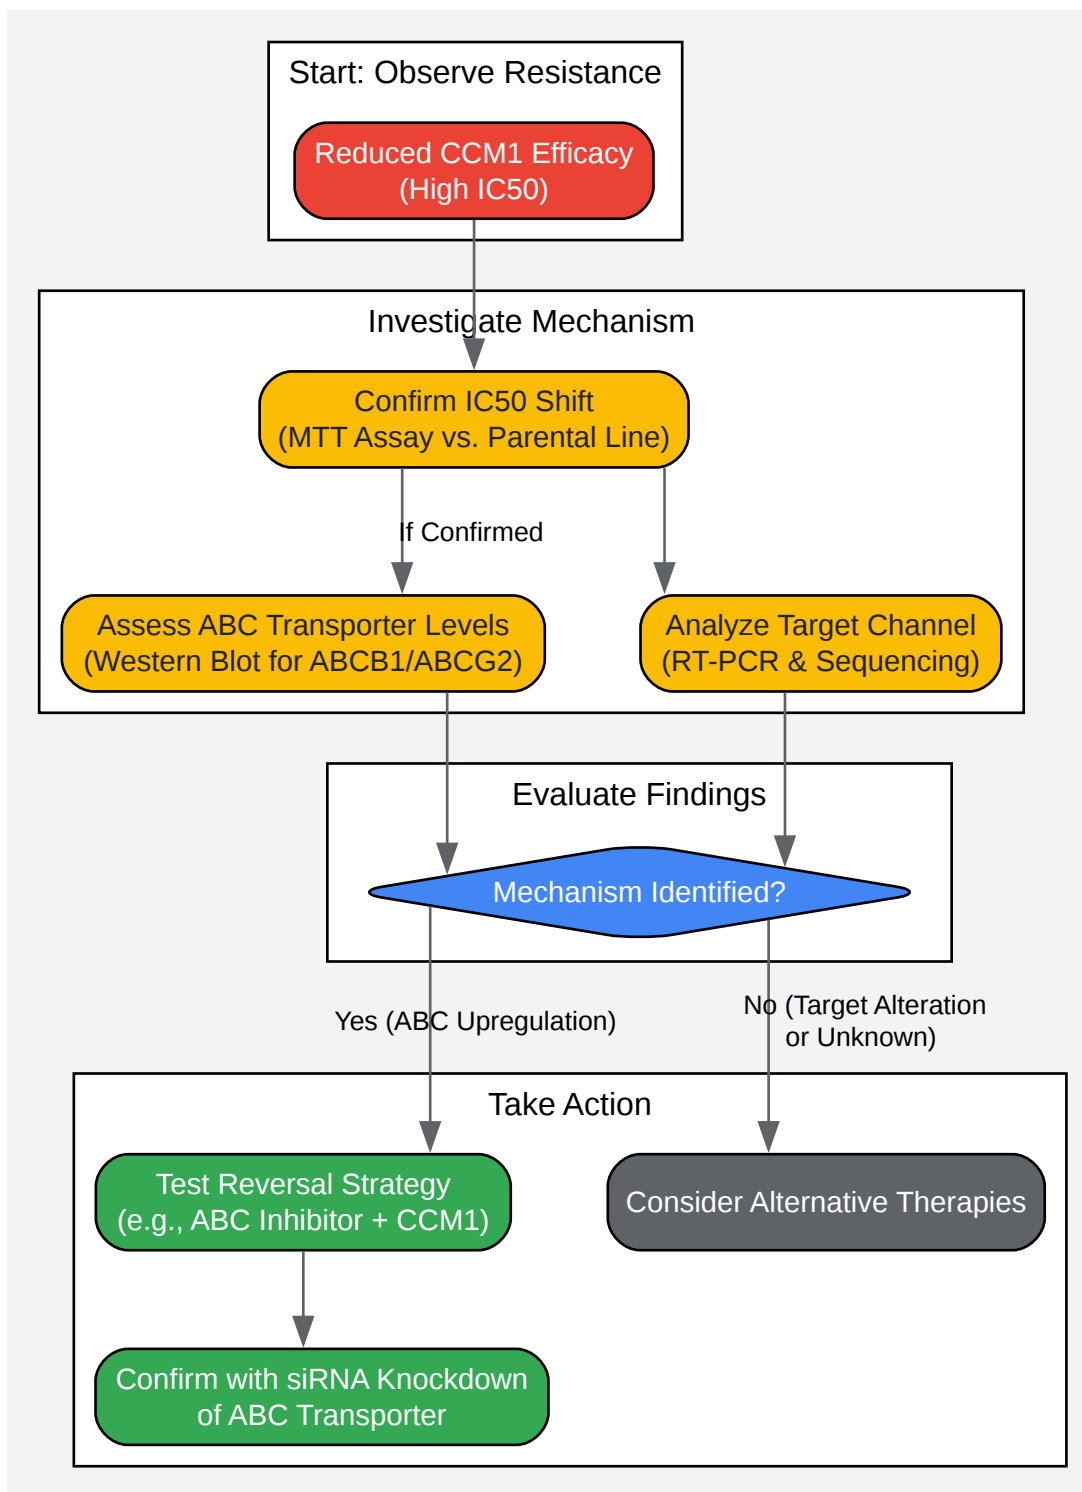 Start: Observe Resistance
Reduced CCM1 Efficacy
(High IC50)
Investigate Mechanism
Confirm IC50 Shift
(MTT Assay vs. Parental Line)
If Confirmed
Assess ABC Transporter Levels
(Western Blot for ABCB1/ABCG2)
Analyze Target Channel
(RT-PCR & Sequencing)
Evaluate Findings
Mechanism Identified?
Yes (ABC Upregulation)
No (Target Alteration
or Unknown)
Take Action
Test Reversal Strategy
(e.g., ABC Inhibitor + CCM1)
Consider Alternative Therapies
Confirm with siRNA Knockdown
of ABC Transporter